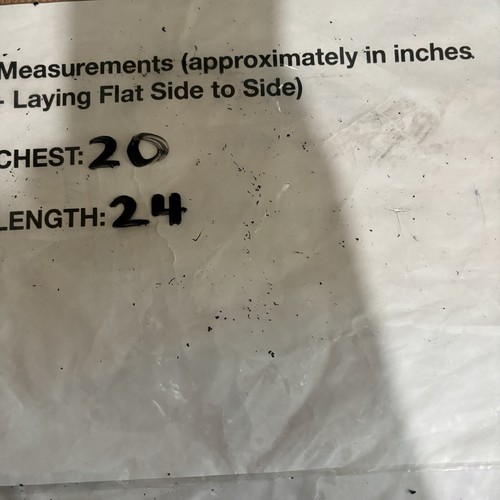 Measurements (approximately in inches
- Laying Flat Side to Side)
CHEST: 20
LENGTH: 24